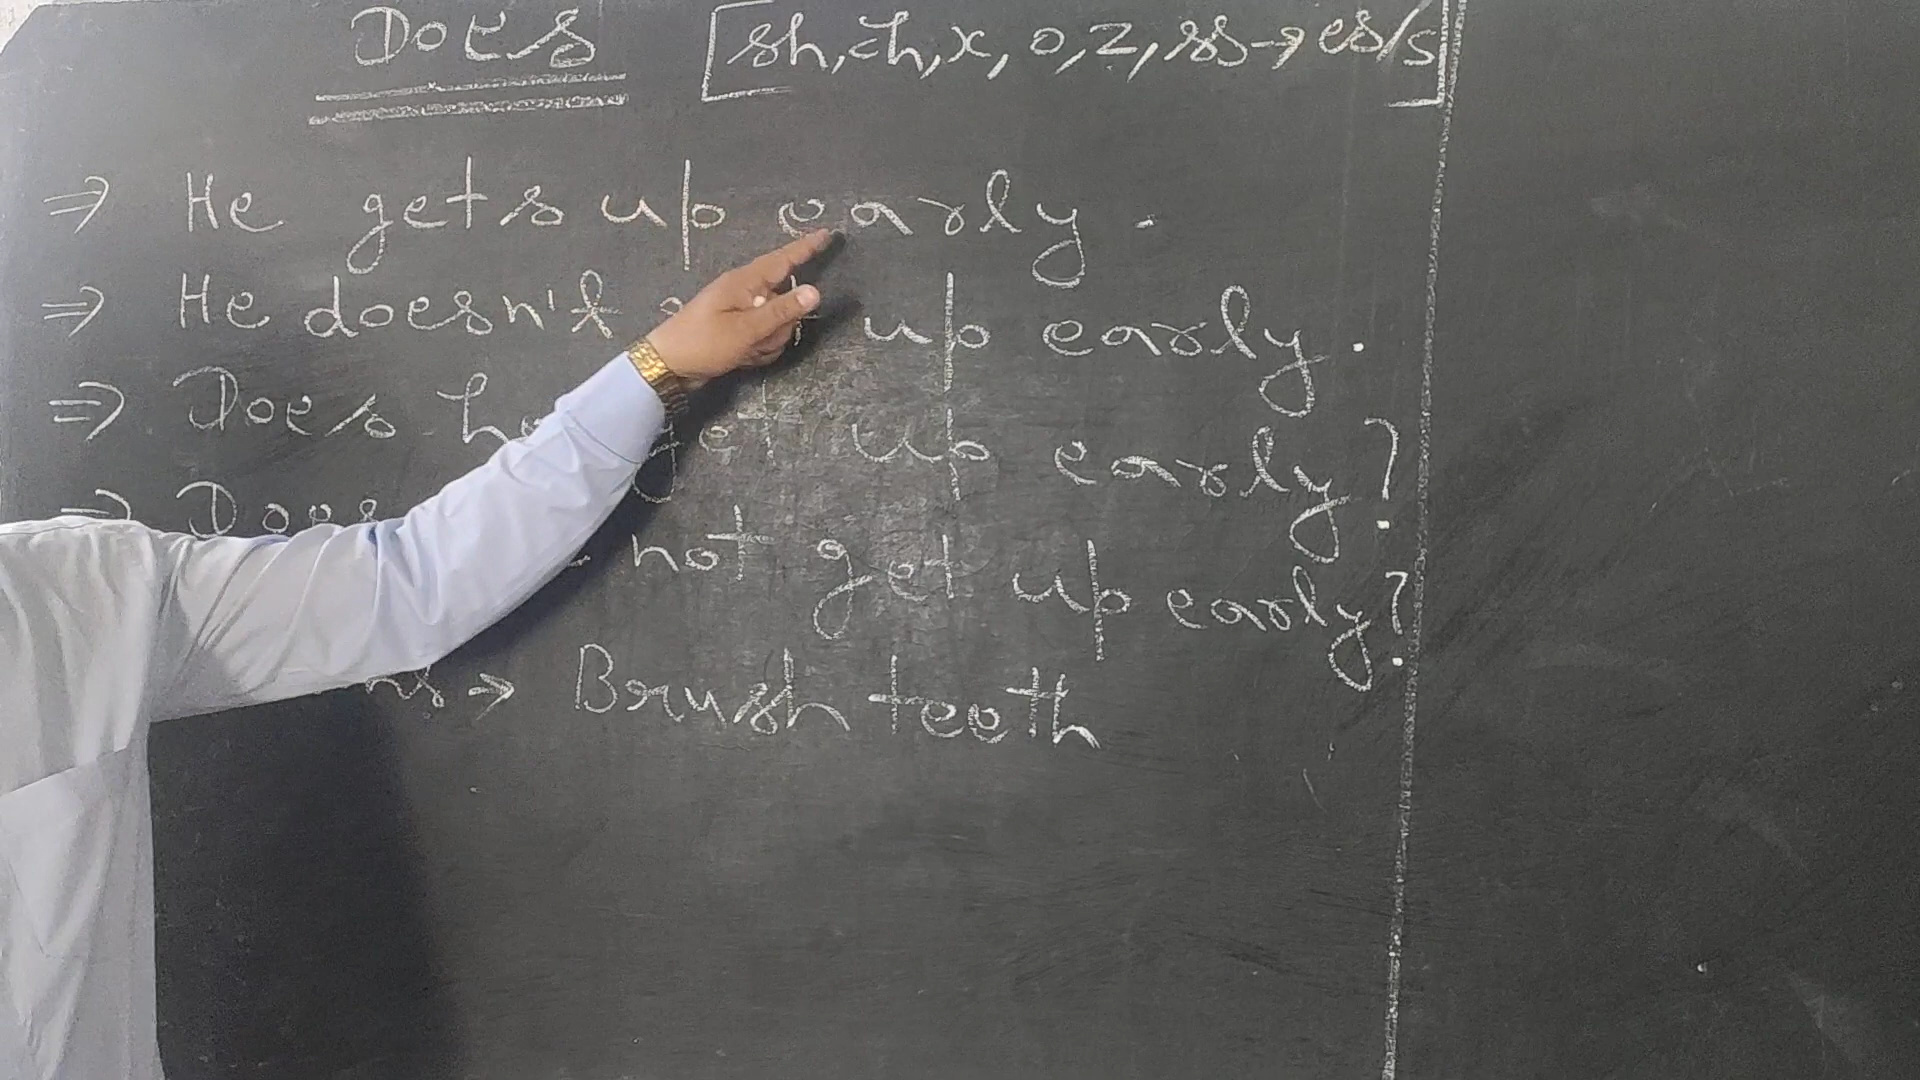 Does [sh, ch, x, o, z, ss → es/s]
⇒ He gets up early.
⇒ He doesn't up early.
⇒ Does get up early?
⇒ Does not get up early?
→ Brush teeth